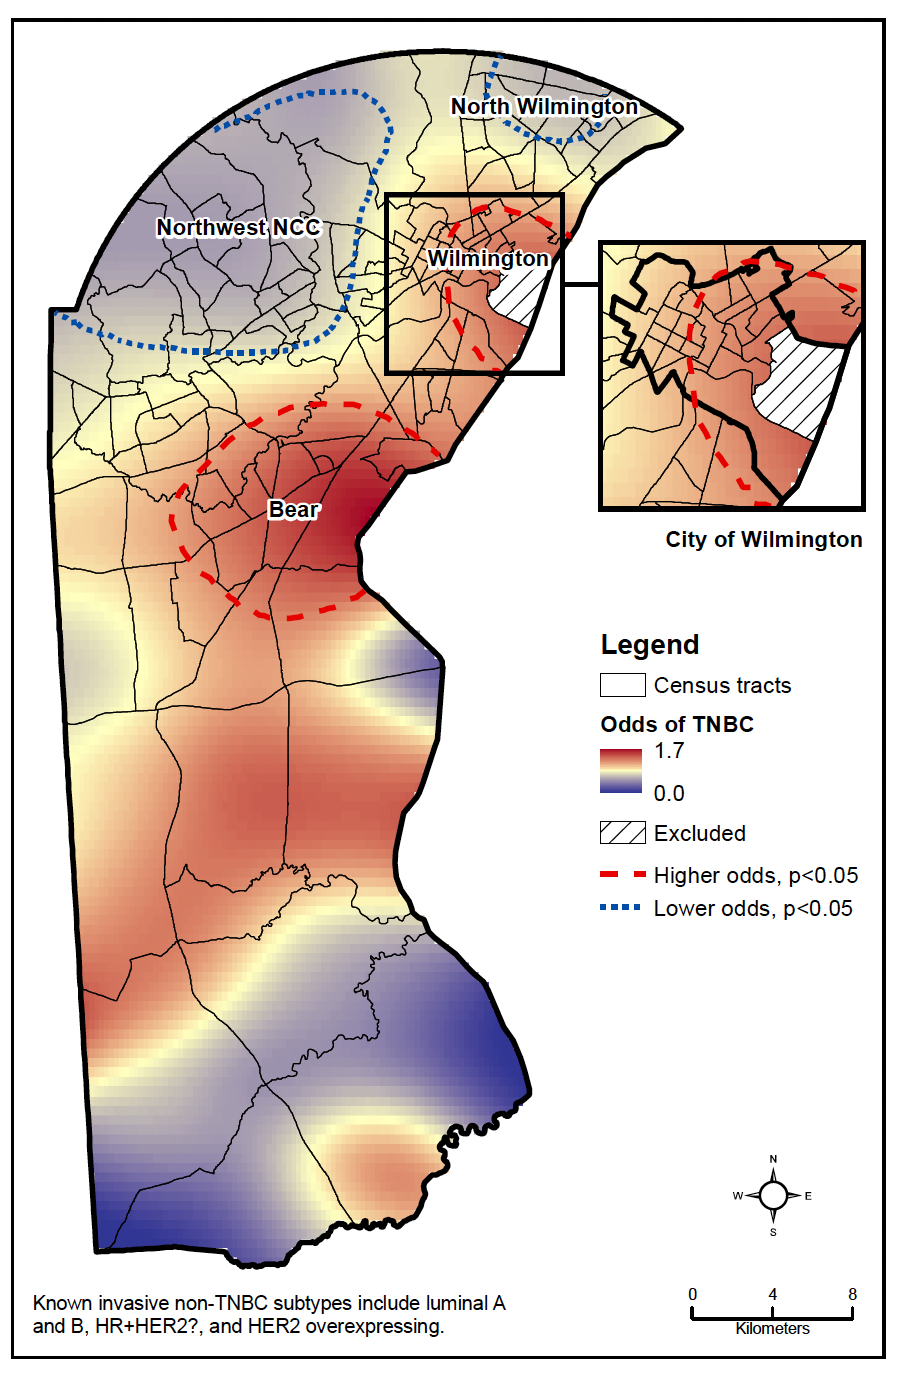 North Wilmington
Northwest NCC
Wilmington
City of Wilmington
Bear
Legend
Census tracts
Odds of TNBC
1.7
0.0
Excluded
Higher odds, p<0.05
Lower odds, p<0.05
N
W E
S
0 4 8
Kilometers
Known invasive non-TNBC subtypes include luminal A
and B, HR+HER2?, and HER2 overexpressing.